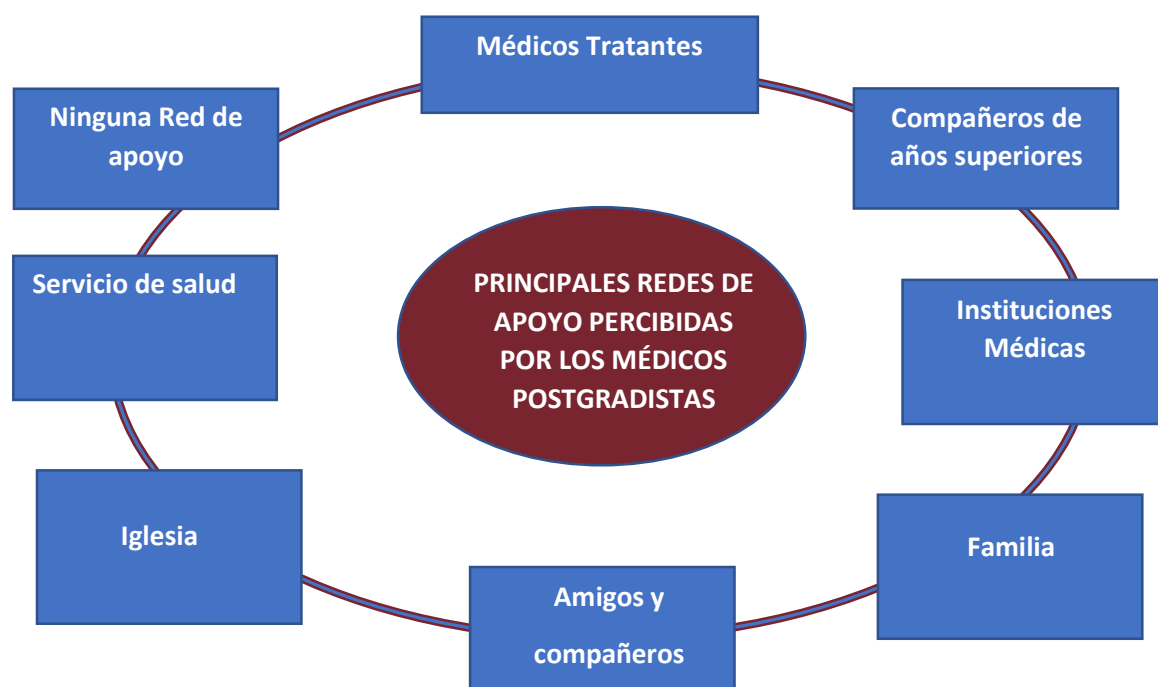 Médicos Tratantes
Compañeros de
años superiores
Instituciones
Médicas
Familia
Amigos y
compañeros
Iglesia
Servicio de salud
Ninguna Red de
apoyo
PRINCIPALES REDES DE
APOYO PERCIBIDAS
POR LOS MÉDICOS
POSTGRADISTAS